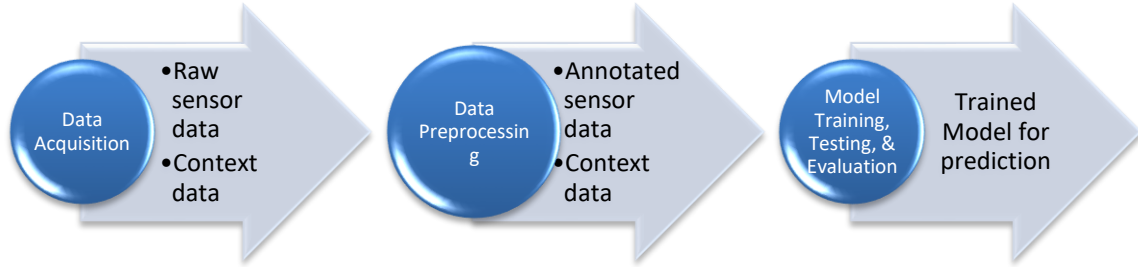 Data
Acquisition
•Raw
sensor
data
•Context
data
Data
Preprocessin
g
•Annotated
sensor
data
•Context
data
Model
Training,
Testing, &
Evaluation
Trained
Model for
prediction